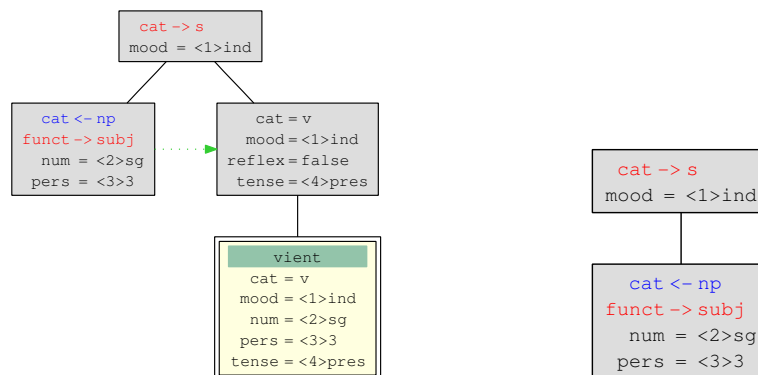 cat -> s
mood = <1>ind
cat <- np
funct -> subj
num = <2>sg
pers = <3>3
cat = v
mood = <1>ind
reflex = false
tense = <4>pres
vient
cat = v
mood = <1>ind
num = <2>sg
pers = <3>3
tense = <4>pres
cat -> s
mood = <1>ind
cat <- np
funct -> subj
num = <2>sg
pers = <3>3